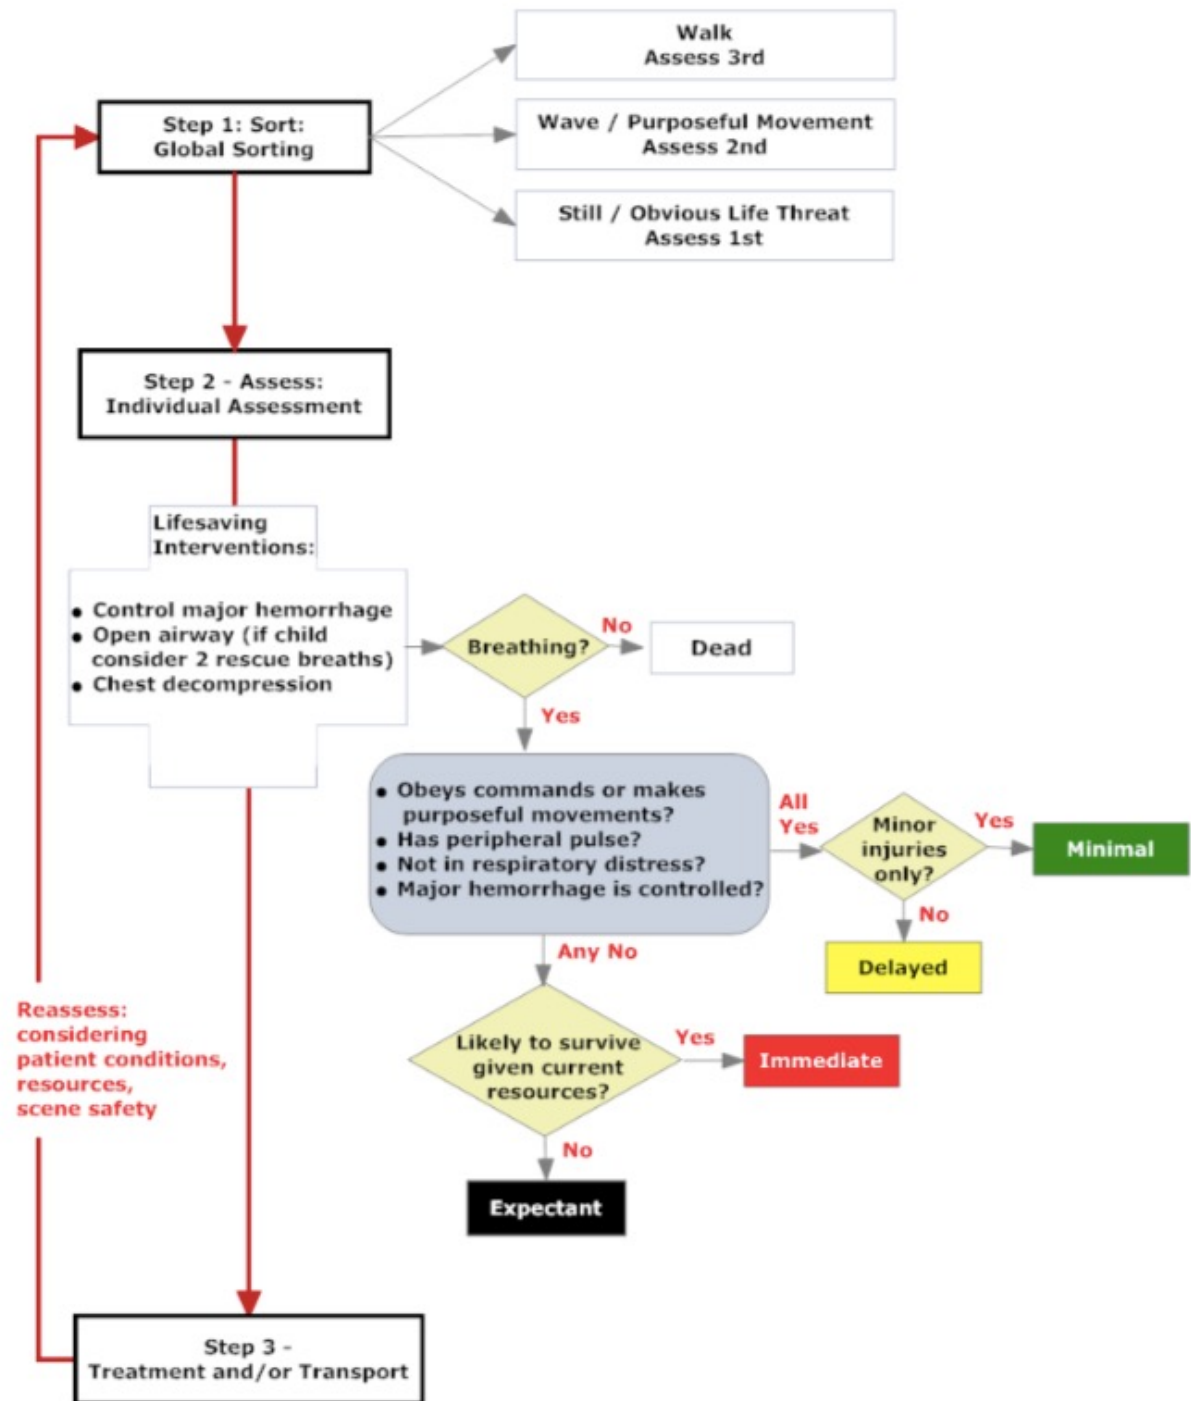 Walk
Assess 3rd
Step 1: Sort:
Global Sorting
Wave / Purposeful Movement
Assess 2nd
Still / Obvious Life Threat
Assess 1st
Step 2 - Assess:
Individual Assessment
Lifesaving
Interventions:
● Control major hemorrhage
● Open airway (if child
consider 2 rescue breaths)
● Chest decompression
Breathing?
No
Dead
Yes
● Obeys commands or makes
purposeful movements?
● Has peripheral pulse?
● Not in respiratory distress?
● Major hemorrhage is controlled?
All
Yes
Minor
injuries
only?
Yes
Minimal
No
Delayed
Any No
Likely to survive
given current
resources?
Yes
Immediate
No
Expectant
Reassess:
considering
patient conditions,
resources,
scene safety
Step 3 -
Treatment and/or Transport